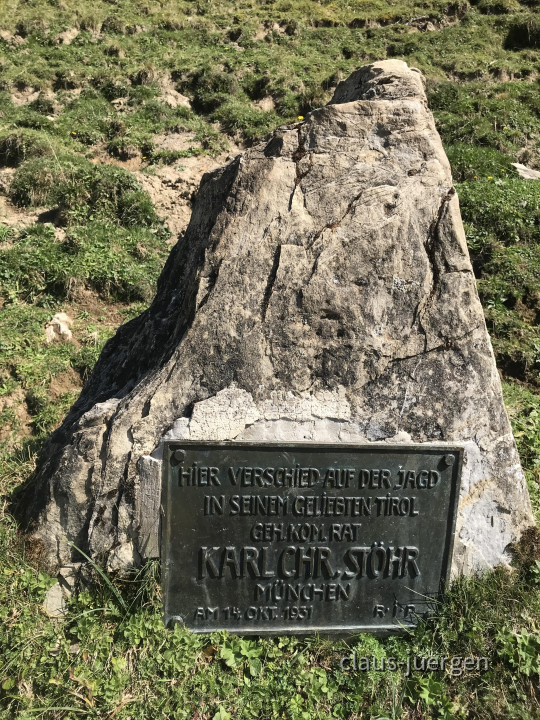 HIER VERSCHIED AUF DER JAGD
IN SEINEM GELIEBTEN TIROL
GEH. KOM. RAT
KARL CHR. STÖHR
MÜNCHEN
AM 14. OKT. 1931 R·I·P.
claus-juergen